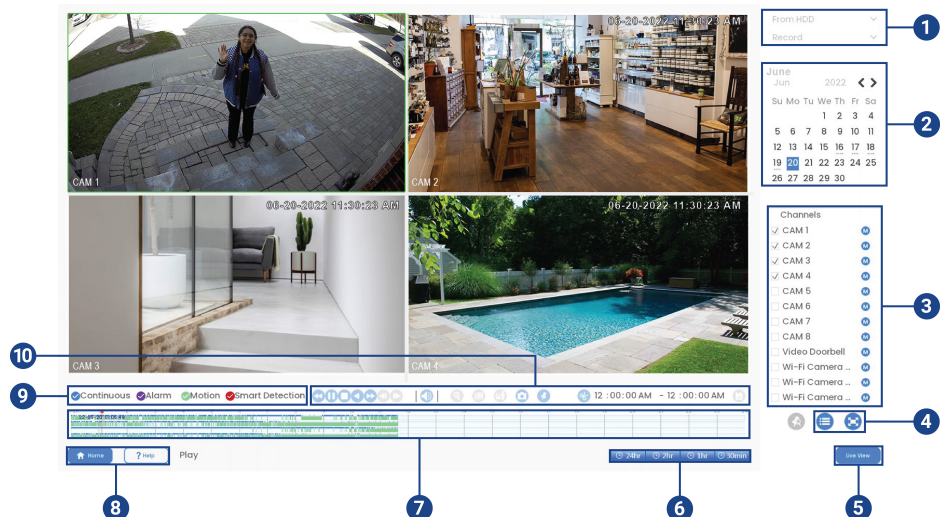 06-20-2022 11:30:23 AM
From HDD
Record
1
June
Jun 2022
Su Mo Tu We Th Fr Sa
1 2 3 4
5 6 7 8 9 10 11
12 13 14 15 16 17 18
19 20 21 22 23 24 25
26 27 28 29 30
2
CAM 1
CAM 2
06-20-2022 11:30:23 AM
06-20-2022 11:30:23 AM
CAM 3
CAM 4
Channels
CAM 1 M
CAM 2 M
CAM 3 M
CAM 4 M
CAM 5 M
CAM 6 M
CAM 7 M
CAM 8 M
Video Doorbell M
Wi-Fi Camera ... M
Wi-Fi Camera ... M
Wi-Fi Camera ... M
3
10
9
Continuous Alarm Motion Smart Detection
12 :00:00 AM - 12 :00:00 AM
4
Home
? Help
Play
24hr 2hr 1hr 30min
Live View
8
7
6
5